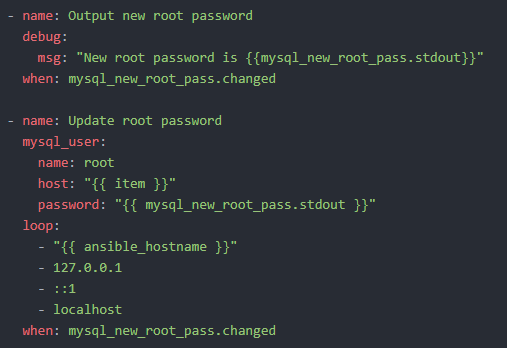 - name: Output new root password
  debug:
    msg: "New root password is {{mysql_new_root_pass.stdout}}"
  when: mysql_new_root_pass.changed

- name: Update root password
  mysql_user:
    name: root
    host: "{{ item }}"
    password: "{{ mysql_new_root_pass.stdout }}"
  loop:
    - "{{ ansible_hostname }}"
    - 127.0.0.1
    - ::1
    - localhost
  when: mysql_new_root_pass.changed